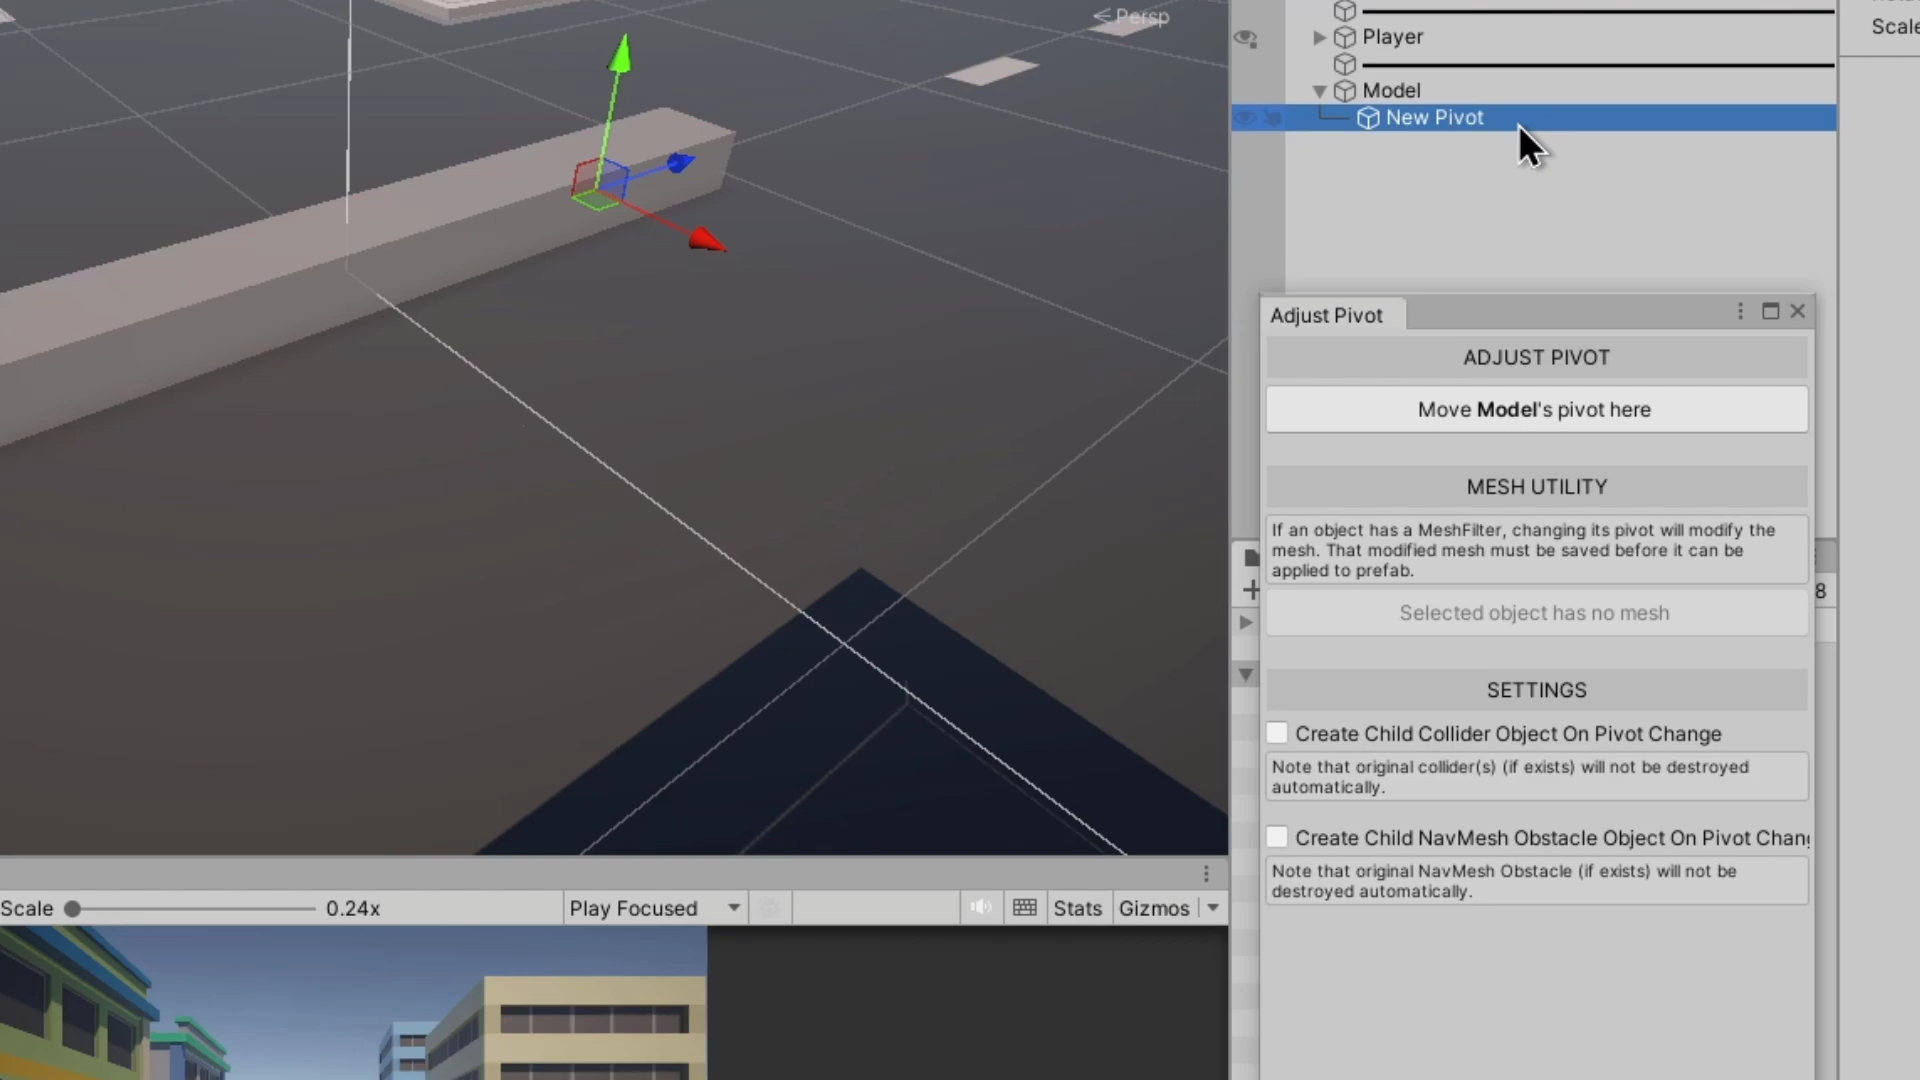 Persp
Scale
Player
Model
New Pivot
Adjust Pivot
ADJUST PIVOT
Move Model's pivot here
MESH UTILITY
If an object has a MeshFilter, changing its pivot will modify the
mesh. That modified mesh must be saved before it can be
applied to prefab.
8
Selected object has no mesh
SETTINGS
Create Child Collider Object On Pivot Change
Note that original collider(s) (if exists) will not be destroyed
automatically.
Create Child NavMesh Obstacle Object On Pivot Chang
Note that original NavMesh Obstacle (if exists) will not be
destroyed automatically.
Scale 0.24x Play Focused Stats Gizmos